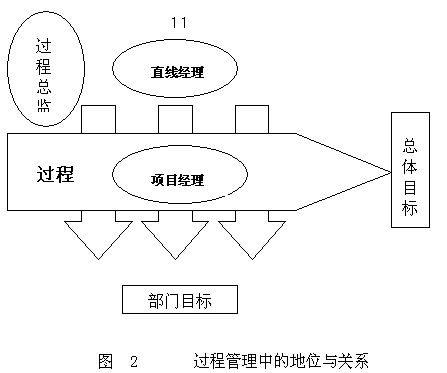 11
过程总监
直线经理
过程
项目经理
总体目标
部门目标
图 2 过程管理中的地位与关系